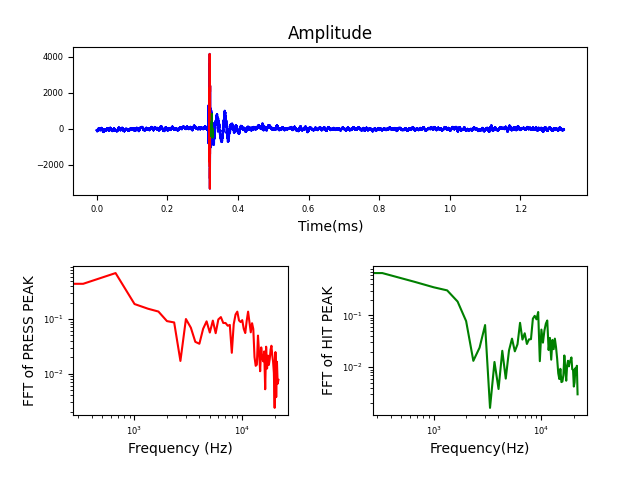 Amplitude
4000
2000
0
−2000
0.0 0.2 0.4 0.6 0.8 1.0 1.2
Time(ms)
FFT of PRESS PEAK
10⁻¹
10⁻²
10³ 10⁴
Frequency (Hz)
FFT of HIT PEAK
10⁻¹
10⁻²
10³ 10⁴
Frequency(Hz)